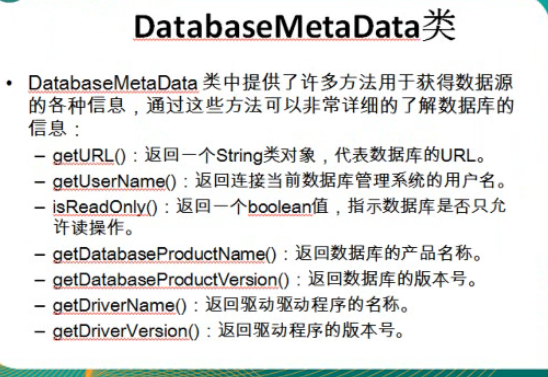 DatabaseMetaData类
• DatabaseMetaData 类中提供了许多方法用于获得数据源
的各种信息，通过这些方法可以非常详细的了解数据库的
信息：
– getURL()：返回一个String类对象，代表数据库的URL。
– getUserName()：返回连接当前数据库管理系统的用户名。
– isReadOnly()：返回一个boolean值，指示数据库是否只允
许读操作。
– getDatabaseProductName()：返回数据库的产品名称。
– getDatabaseProductVersion()：返回数据库的版本号。
– getDriverName()：返回驱动驱动程序的名称。
– getDriverVersion()：返回驱动程序的版本号。